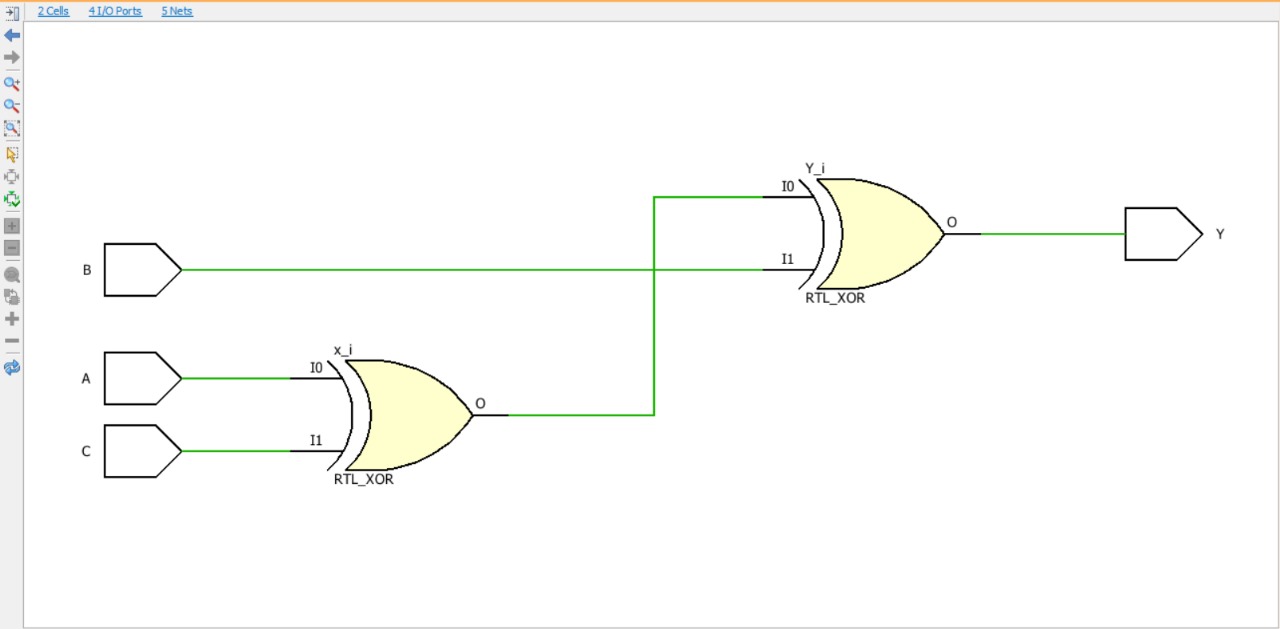 2 Cells 4 I/O Ports 5 Nets
Y_i
I0
O
Y
I1
B
RTL_XOR
x_i
I0
A
O
I1
C
RTL_XOR